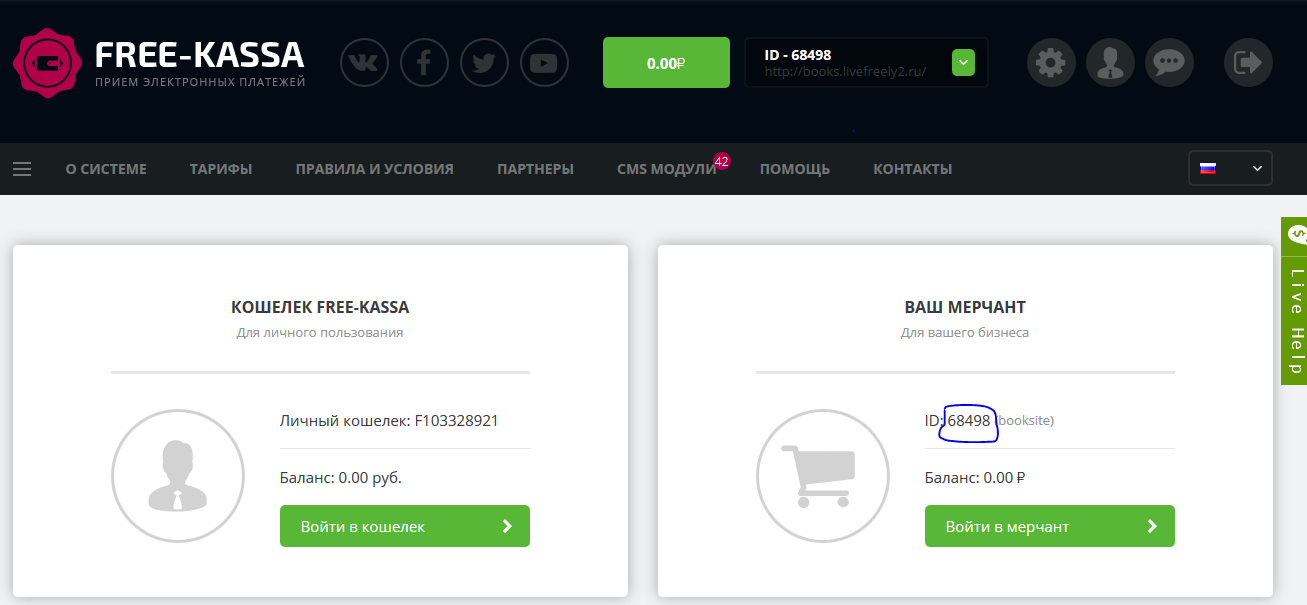 FREE-KASSA
ПРИЕМ ЭЛЕКТРОННЫХ ПЛАТЕЖЕЙ
0.00₽
ID - 68498
http://books.livefreely2.ru/
О СИСТЕМЕ
ТАРИФЫ
ПРАВИЛА И УСЛОВИЯ
ПАРТНЕРЫ
CMS МОДУЛИ 42
ПОМОЩЬ
КОНТАКТЫ
Live Help
КОШЕЛЕК FREE-KASSA
Для личного пользования
Личный кошелек: F103328921
Баланс: 0.00 руб.
Войти в кошелек
ВАШ МЕРЧАНТ
Для вашего бизнеса
ID: 68498 (booksite)
Баланс: 0.00 ₽
Войти в мерчант